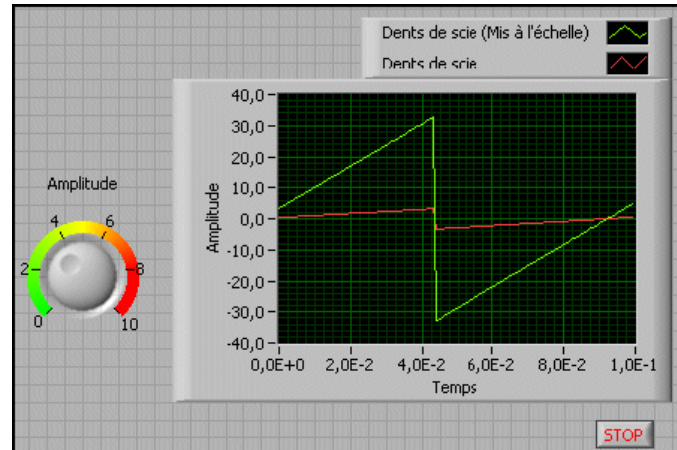 Dents de scie (Mis à l'échelle)
Dents de scie
Amplitude
0
2
4
6
8
10
Amplitude
40,0
30,0
20,0
10,0
0,0
-10,0
-20,0
-30,0
-40,0
0,0E+0 2,0E-2 4,0E-2 6,0E-2 8,0E-2 1,0E-1
Temps
STOP